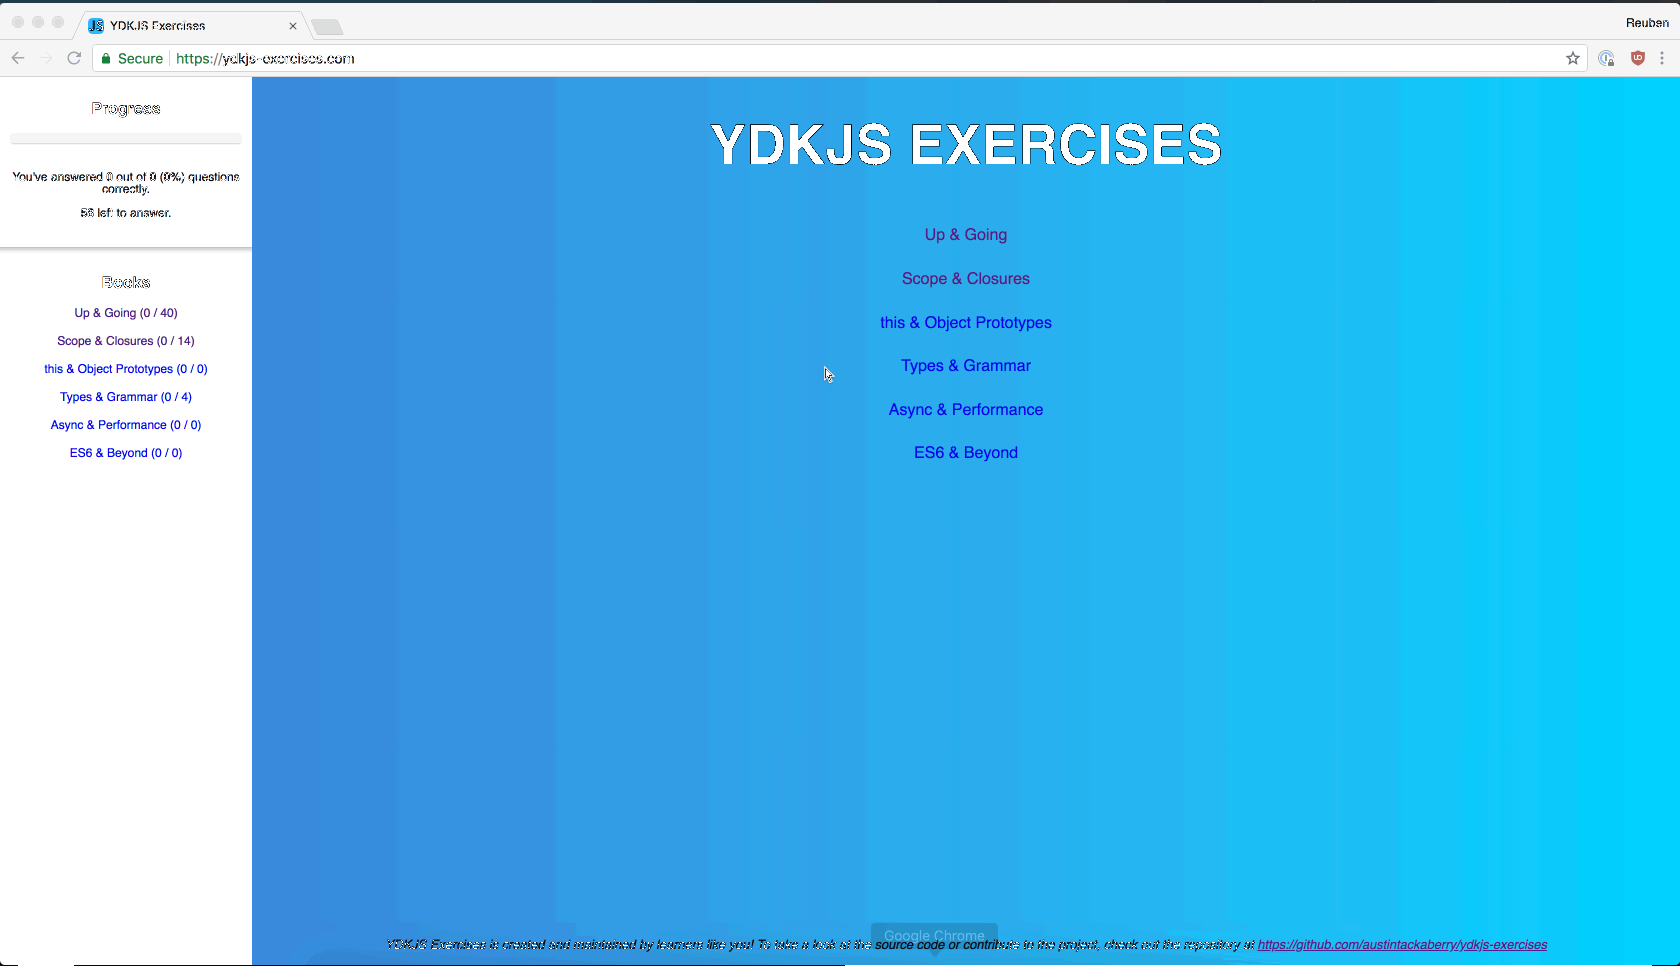 YDKJS Exercises
Reuben
Secure https://ydkjs-exercises.com
Progress
You've answered 0 out of 0 (0%) questions
correctly.
58 left to answer.
Books
Up & Going (0 / 40)
Scope & Closures (0 / 14)
this & Object Prototypes (0 / 0)
Types & Grammar (0 / 4)
Async & Performance (0 / 0)
ES6 & Beyond (0 / 0)
YDKJS EXERCISES
Up & Going
Scope & Closures
this & Object Prototypes
Types & Grammar
Async & Performance
ES6 & Beyond
Google Chrome
YDKJS Exercises is created and maintained by learners like you! To take a look at the source code or contribute to the project, check out the repository at https://github.com/austintackaberry/ydkjs-exercises